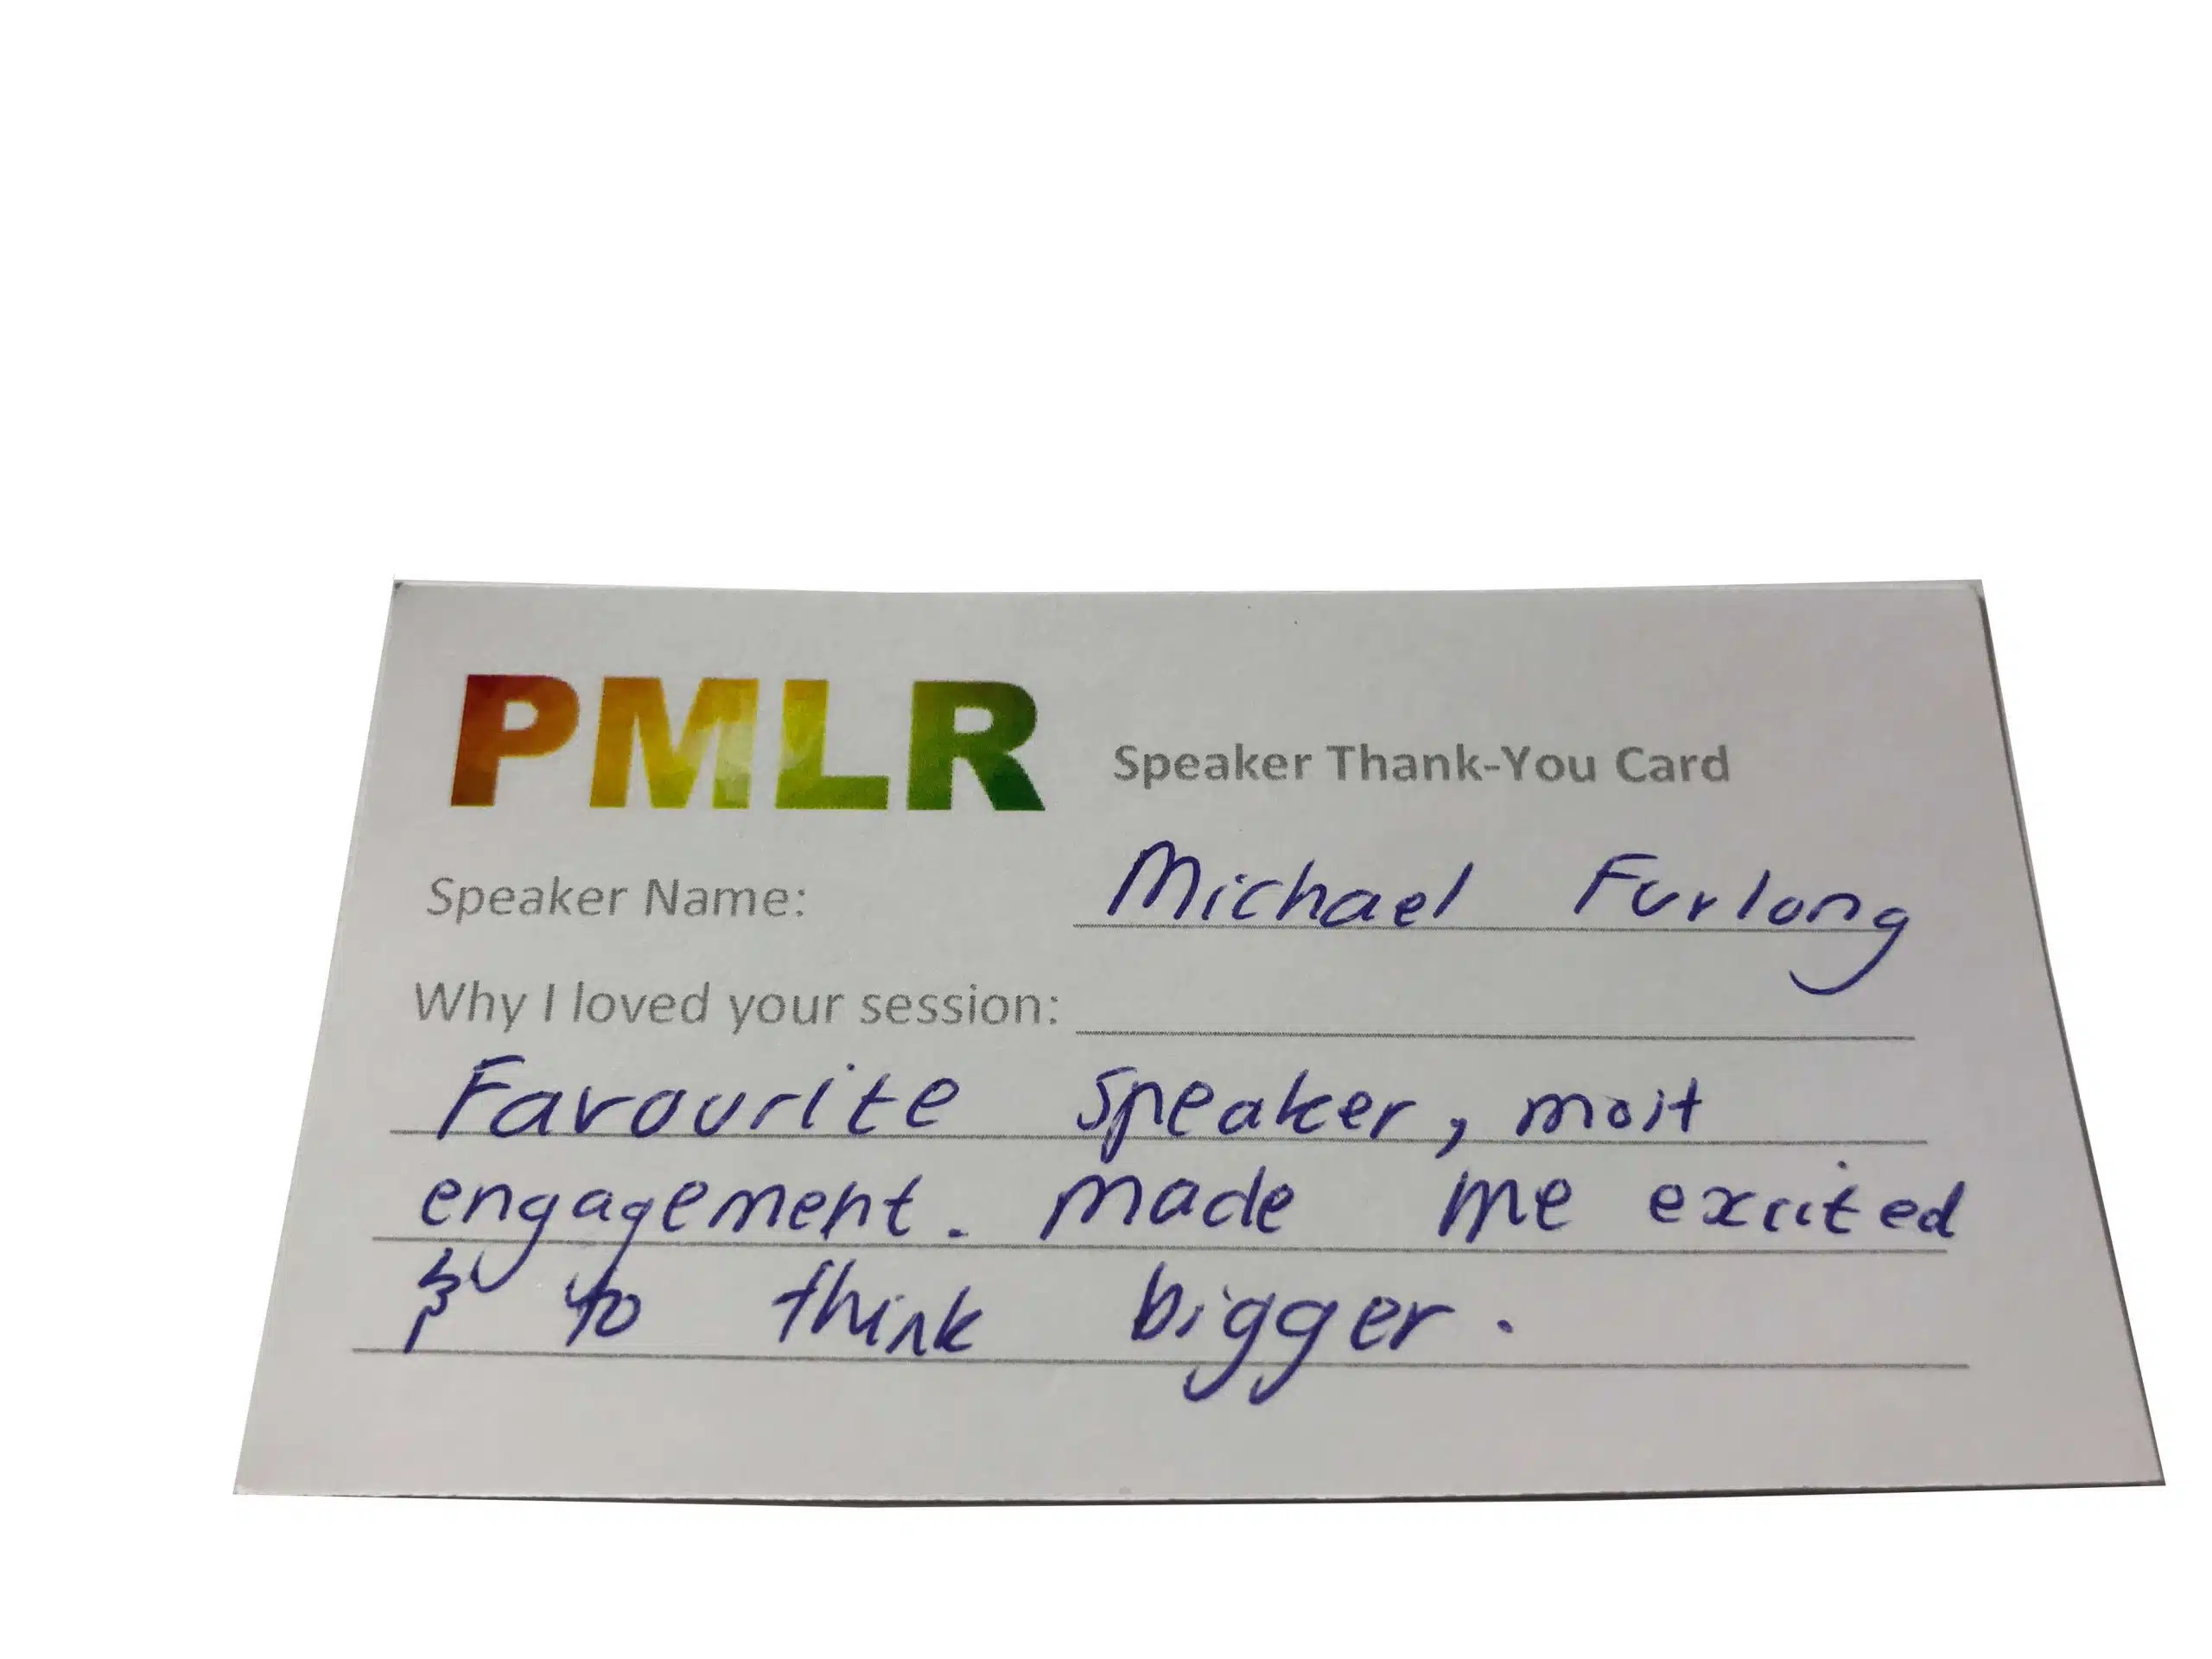 PMLR Speaker Thank-You Card
Speaker Name: Michael Furlong
Why I loved your session:
Favourite speaker, most
engagement. Made me excited
& to think bigger.